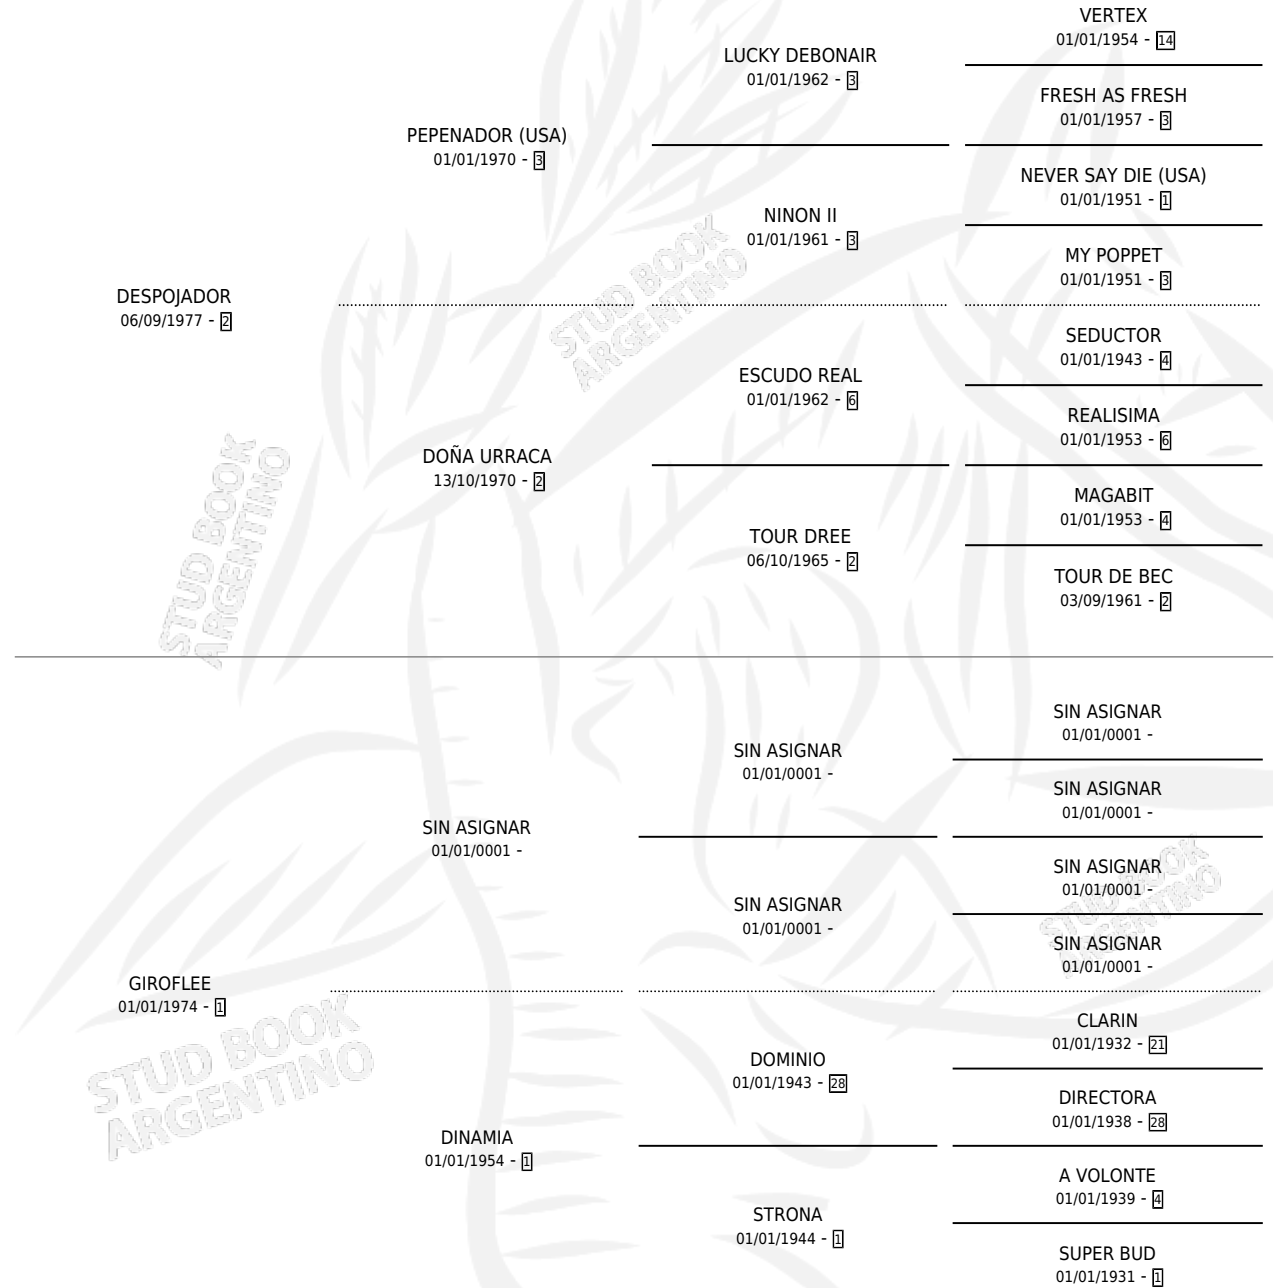 VERTEX
01/01/1954 - 14
LUCKY DEBONAIR
01/01/1962 - 3
FRESH AS FRESH
01/01/1957 - 3
PEPENADOR (USA)
01/01/1970 - 3
NEVER SAY DIE (USA)
01/01/1951 - 1
NINON II
01/01/1961 - 3
MY POPPET
01/01/1951 - 3
DESPOJADOR
06/09/1977 - 2
STUD BOOK
ARGENTINO
SEDUCTOR
01/01/1943 - 4
ESCUDO REAL
01/01/1962 - 6
REALISIMA
01/01/1953 - 6
DOÑA URRACA
13/10/1970 - 2
MAGABIT
01/01/1953 - 4
TOUR DREE
06/10/1965 - 2
TOUR DE BEC
03/09/1961 - 2
STUD BOOK
ARGENTINO
SIN ASIGNAR
01/01/0001 -
SIN ASIGNAR
01/01/0001 -
SIN ASIGNAR
01/01/0001 -
SIN ASIGNAR
01/01/0001 -
SIN ASIGNAR
01/01/0001 -
SIN ASIGNAR
01/01/0001 -
SIN ASIGNAR
01/01/0001 -
STUD BOOK
ARGENTINO
GIROFLEE
01/01/1974 - 1
STUD BOOK
ARGENTINO
CLARIN
01/01/1932 - 21
DOMINIO
01/01/1943 - 28
DIRECTORA
01/01/1938 - 28
DINAMIA
01/01/1954 - 1
A VOLONTE
01/01/1939 - 4
STRONA
01/01/1944 - 1
SUPER BUD
01/01/1931 - 1